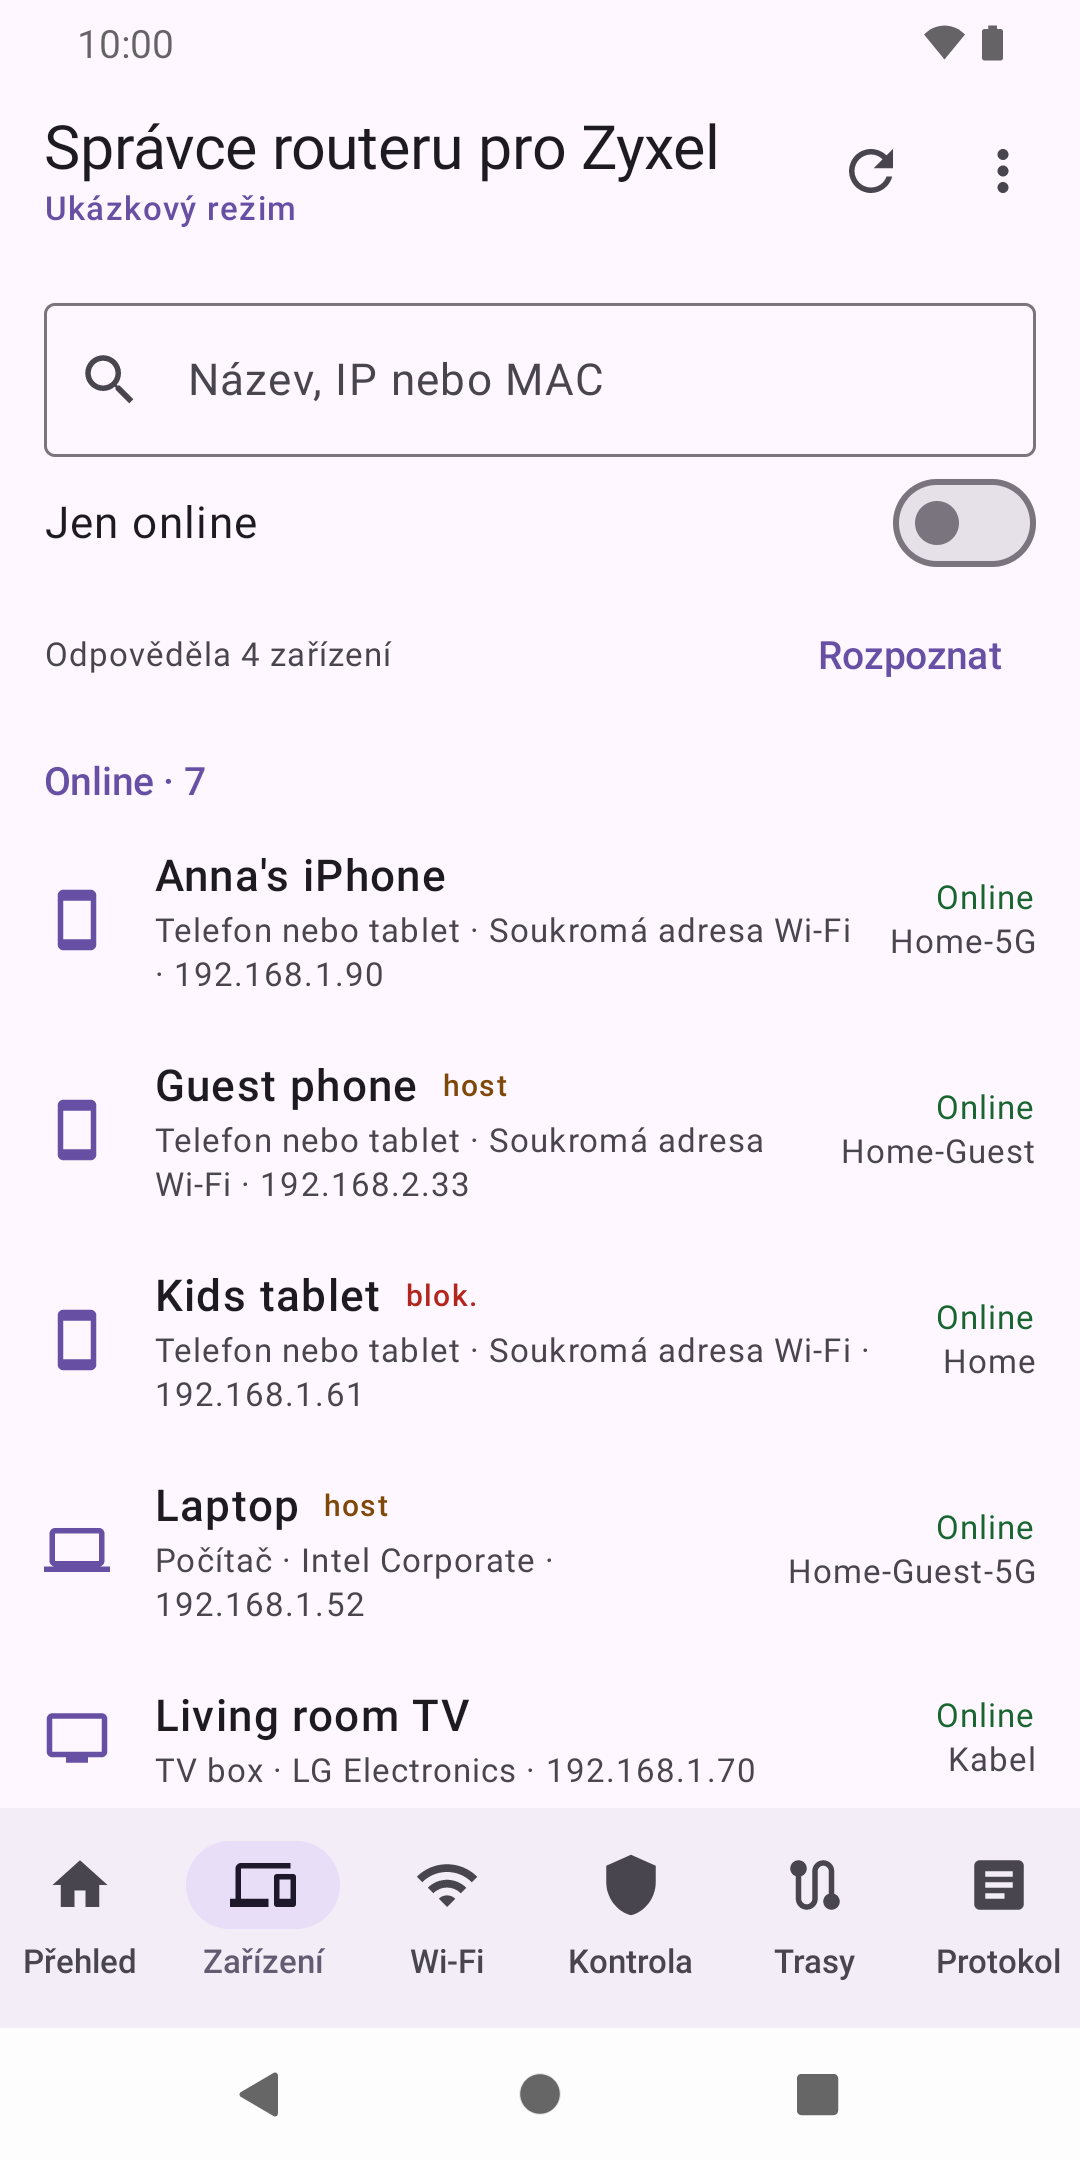 10:00
Správce routeru pro Zyxel
Ukázkový režim
Název, IP nebo MAC
Jen online
Odpověděla 4 zařízení
Rozpoznat
Online · 7
Anna's iPhone
Telefon nebo tablet · Soukromá adresa Wi-Fi
· 192.168.1.90
Online
Home-5G
Guest phone host
Telefon nebo tablet · Soukromá adresa
Wi-Fi · 192.168.2.33
Online
Home-Guest
Kids tablet blok.
Telefon nebo tablet · Soukromá adresa Wi-Fi ·
192.168.1.61
Online
Home
Laptop host
Počítač · Intel Corporate ·
192.168.1.52
Online
Home-Guest-5G
Living room TV
TV box · LG Electronics · 192.168.1.70
Online
Kabel
Přehled
Zařízení
Wi-Fi
Kontrola
Trasy
Protokol